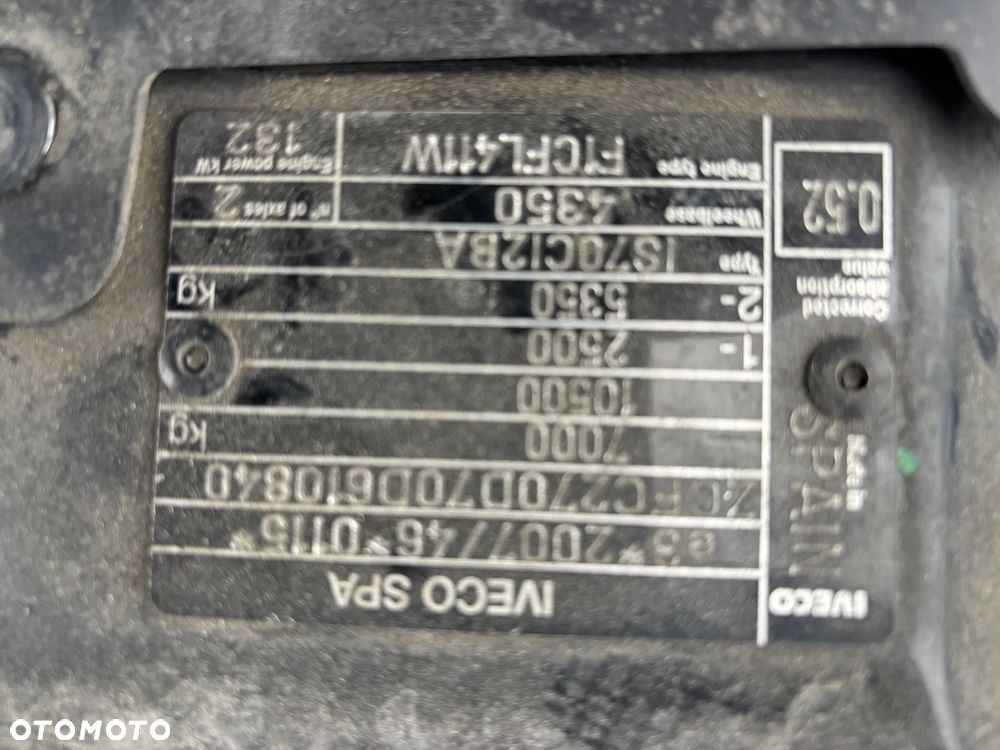 IVECO
IVECO SPA
e3*2007/46*0115*
ZCFC270D70D610840
7000 kg
10500
1- 2500
2- 5350 kg
Type IS70CI2BA
Wheelbase 4350
n° of axles 2
Engine type F1CFL411W
Engine power kW 132
Made in
SPAIN
Corrected
absorption
value
0.52
OTOMOTO